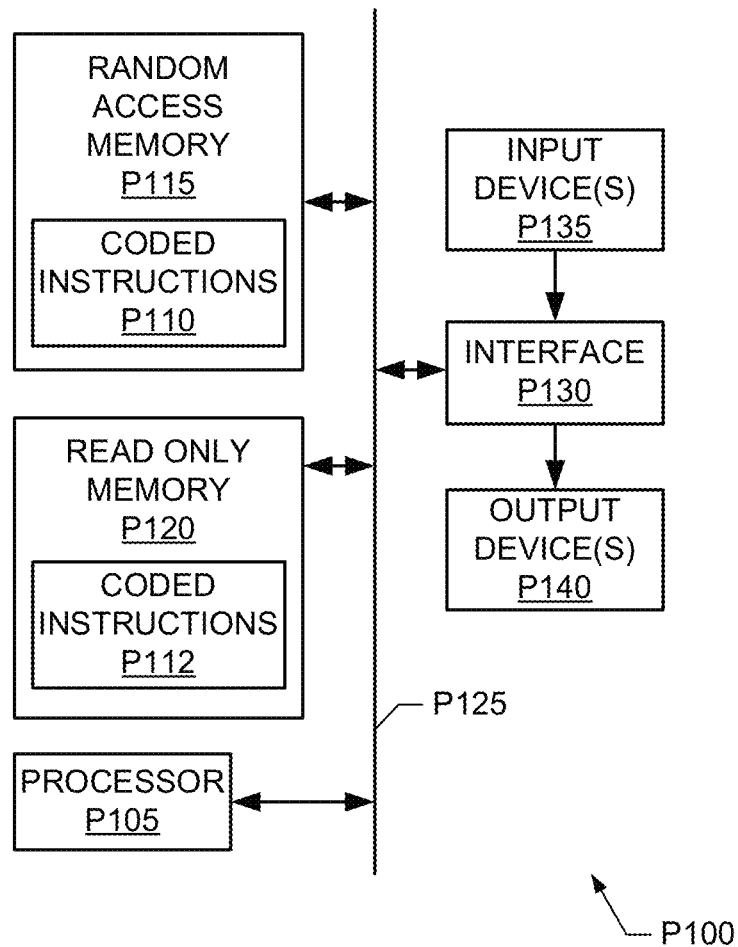 RANDOM
ACCESS
MEMORY
P115
CODED
INSTRUCTIONS
P110
READ ONLY
MEMORY
P120
CODED
INSTRUCTIONS
P112
PROCESSOR
P105
INPUT
DEVICE(S)
P135
INTERFACE
P130
OUTPUT
DEVICE(S)
P140
P125
P100